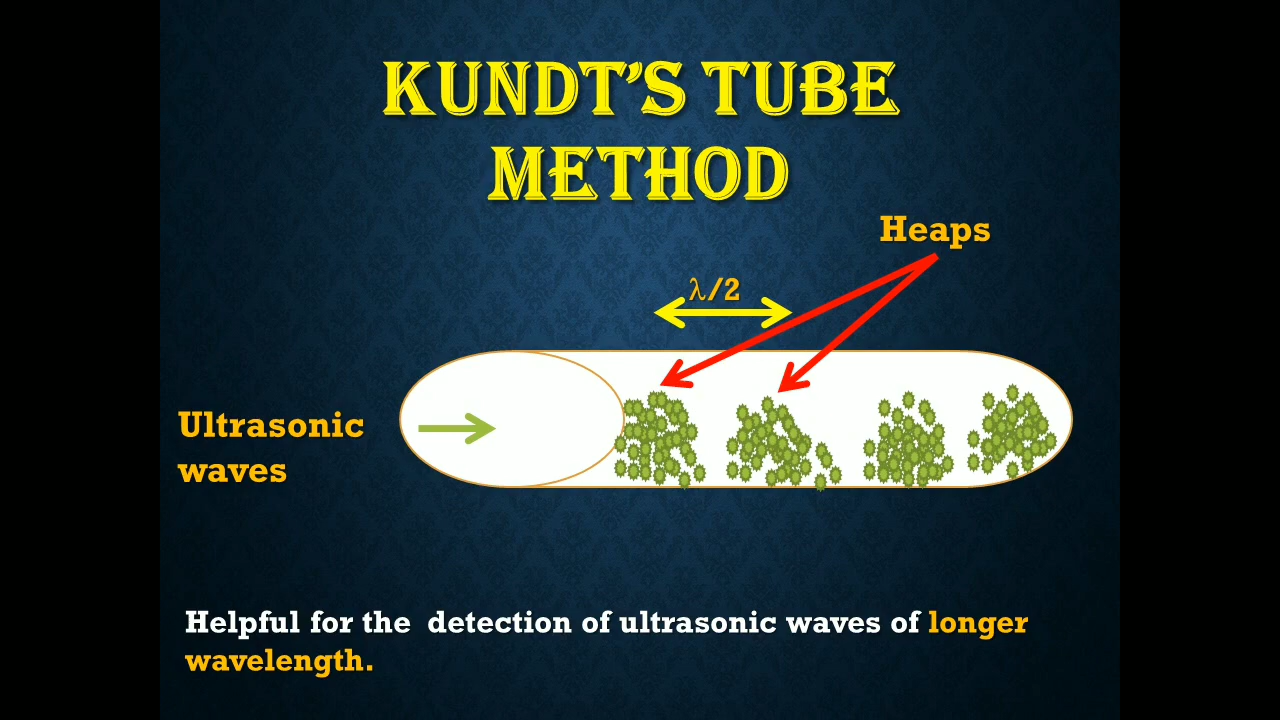 KUNDT'S TUBE
METHOD
Heaps
λ/2
Ultrasonic
waves
Helpful for the detection of ultrasonic waves of longer
wavelength.